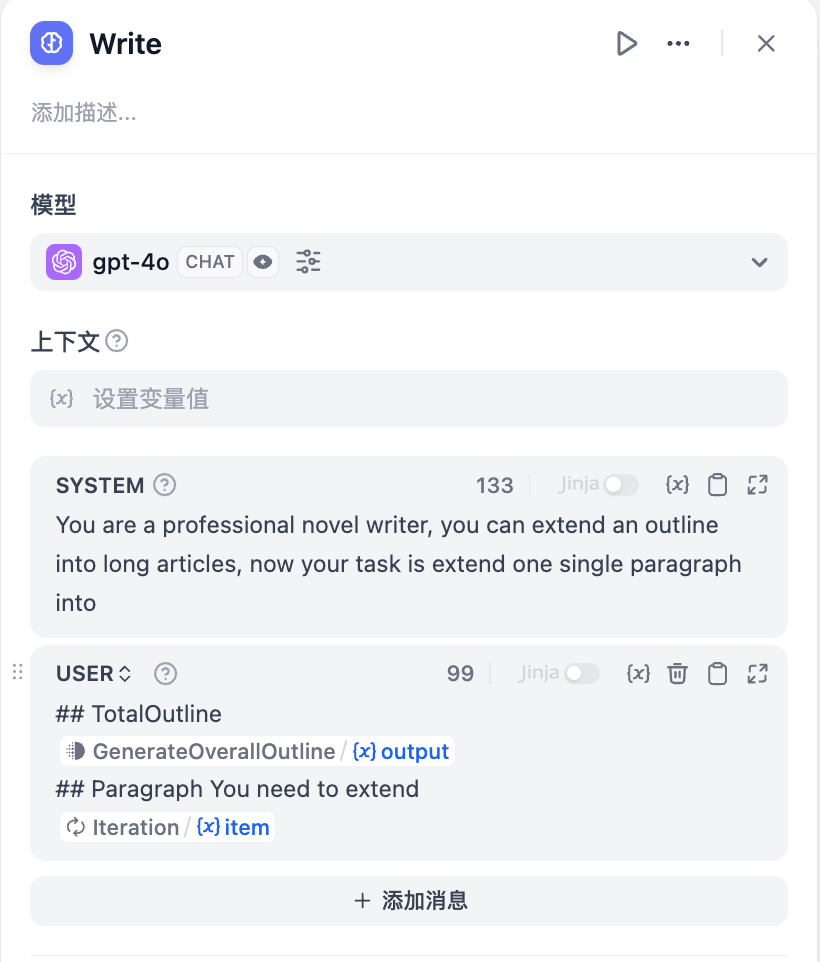 Write
添加描述...
模型
gpt-4o CHAT
上下文
{x} 设置变量值
SYSTEM 133 Jinja {x}
You are a professional novel writer, you can extend an outline
into long articles, now your task is extend one single paragraph
into
USER 99 Jinja {x}
## TotalOutline
GenerateOverallOutline / {x} output
## Paragraph You need to extend
Iteration / {x} item
+ 添加消息